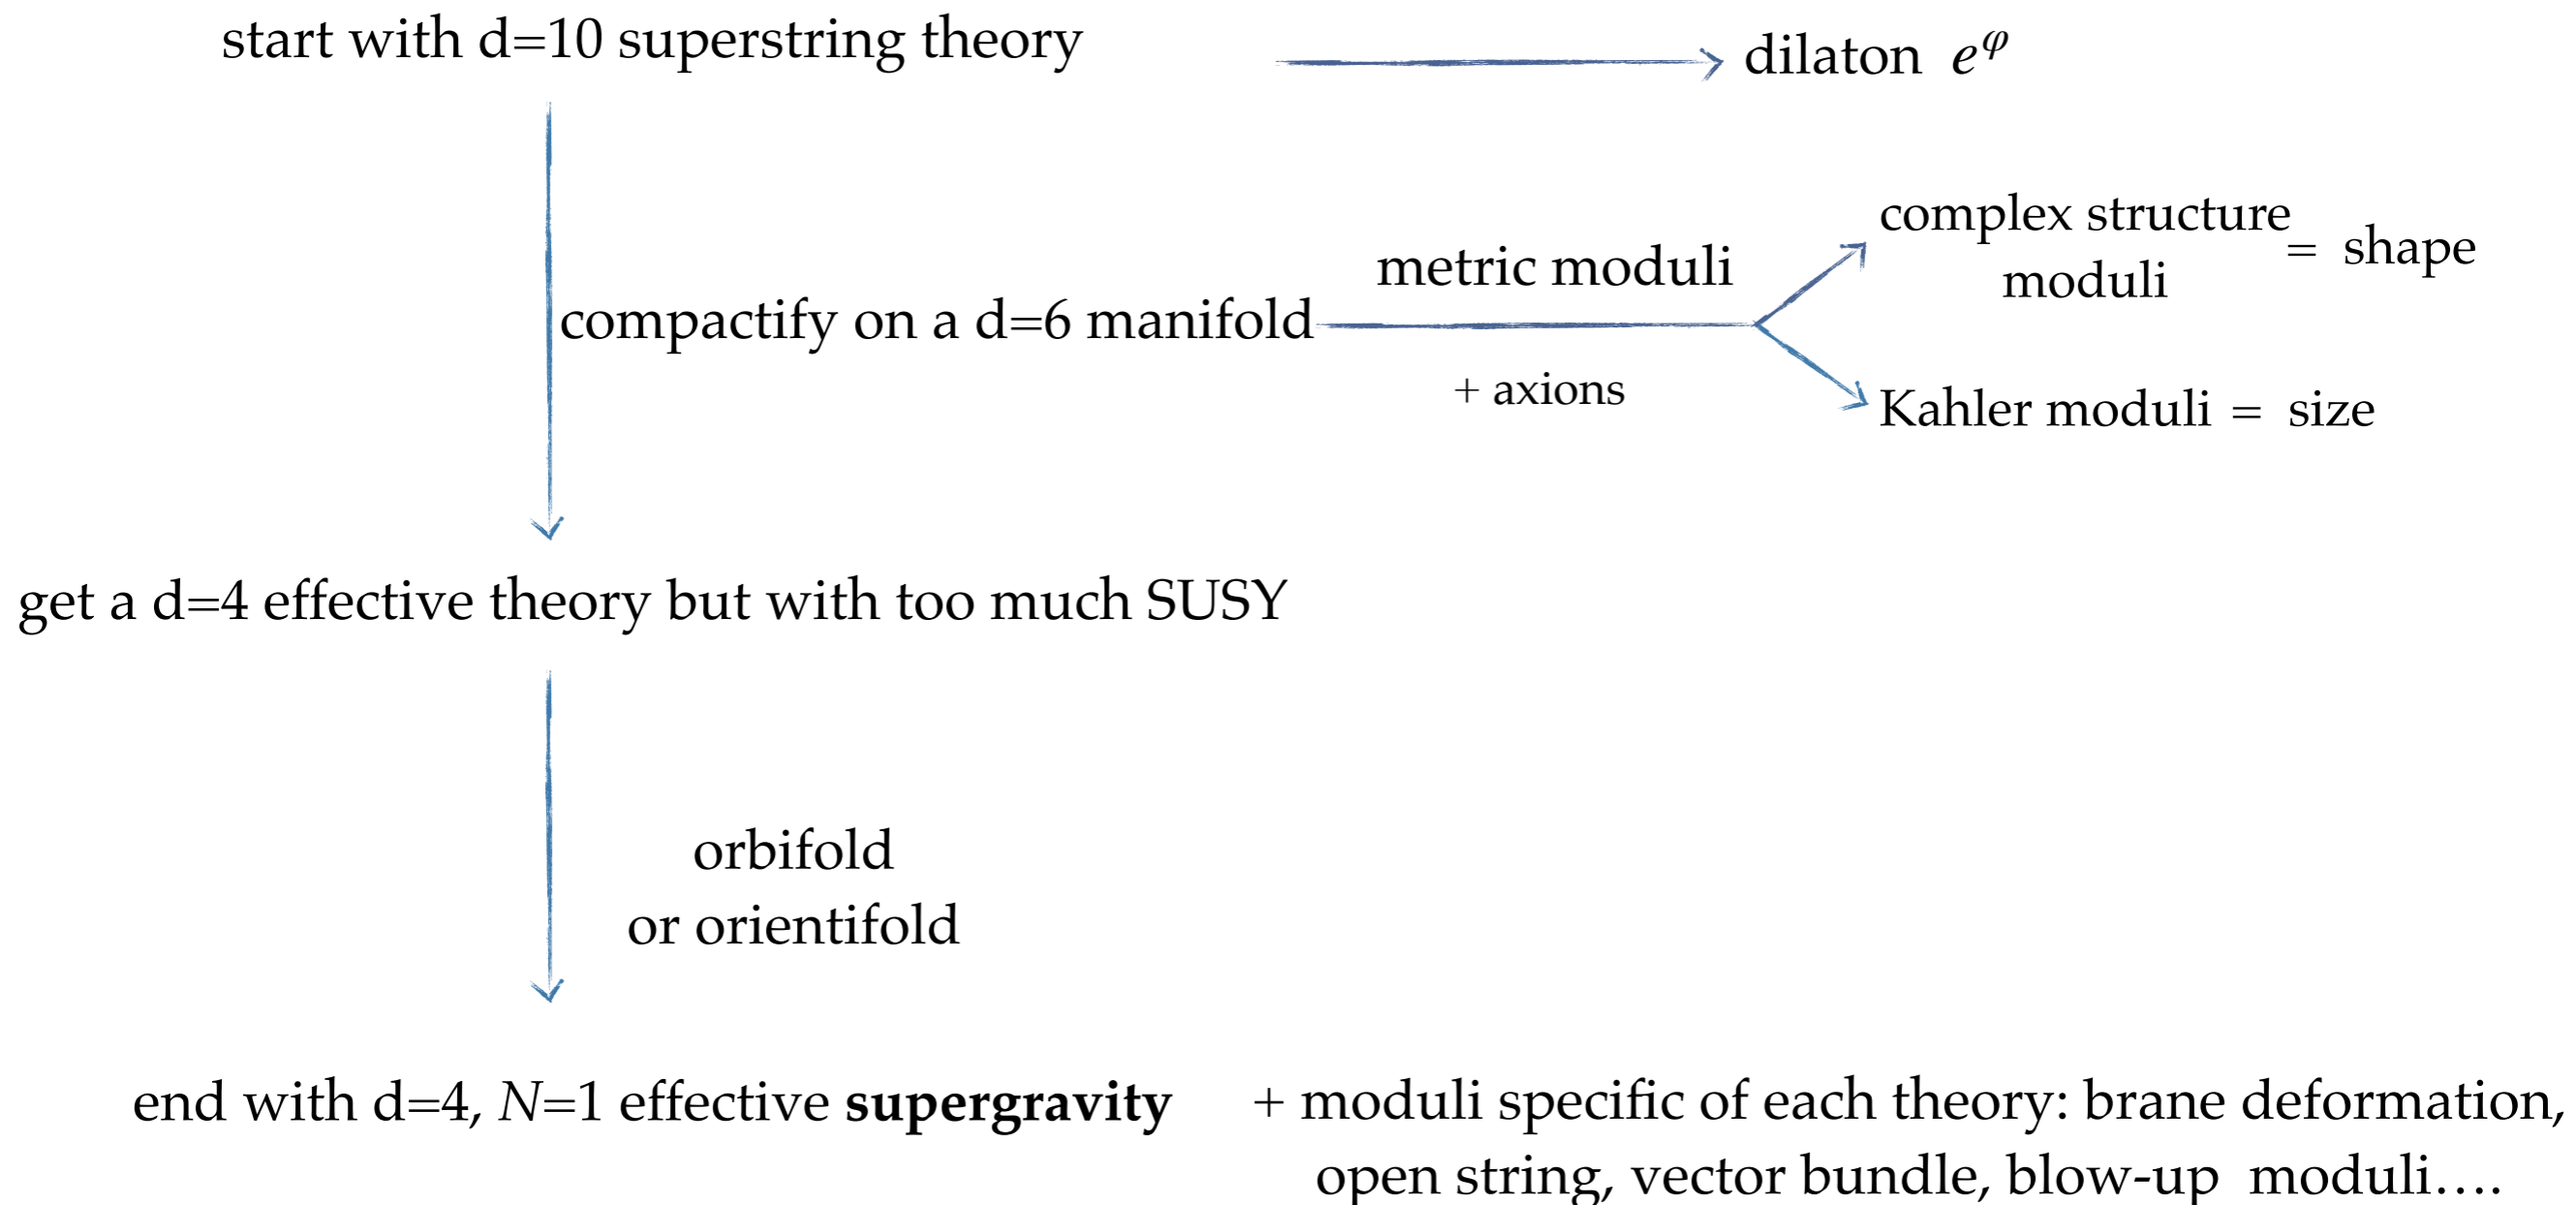 start with d=10 superstring theory
dilaton e^φ
complex structure
moduli
= shape
metric moduli
compactify on a d=6 manifold
+ axions
Kahler moduli = size
get a d=4 effective theory but with too much SUSY
orbifold
or orientifold
end with d=4, N=1 effective supergravity
+ moduli specific of each theory: brane deformation,
open string, vector bundle, blow-up moduli….